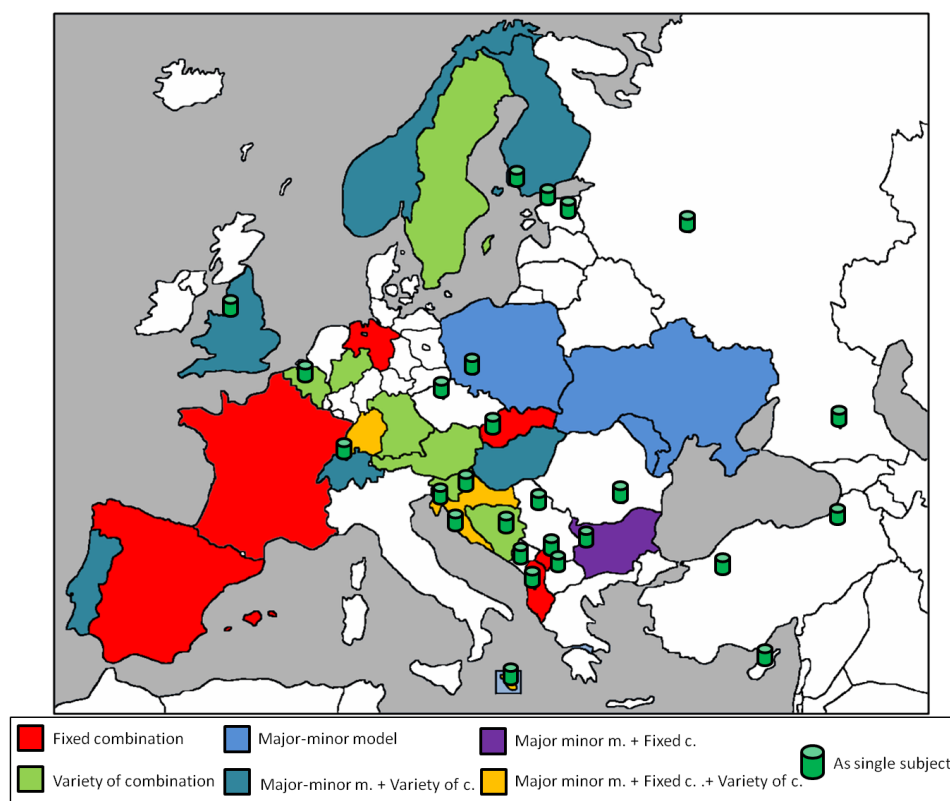 Fixed combination
Major-minor model
Major minor m. + Fixed c.
As single subject
Variety of combination
Major-minor m. + Variety of c.
Major minor m. + Fixed c. .+ Variety of c.